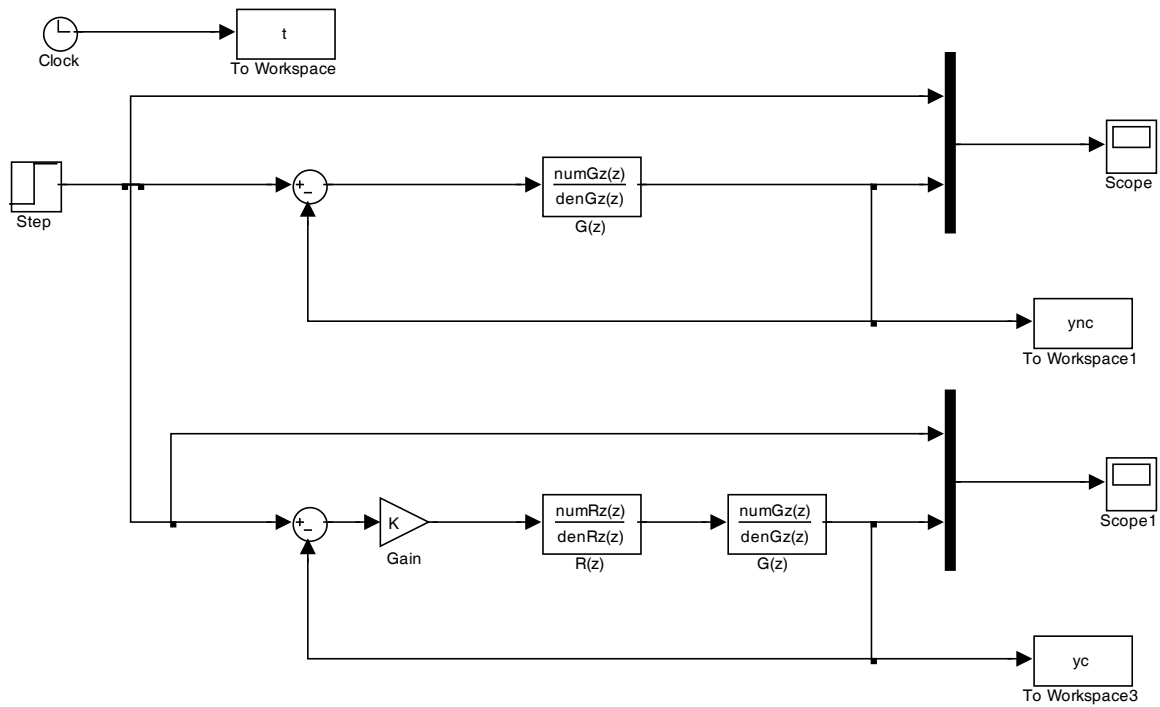 t
Clock
To Workspace
Step
+
−
numGz(z)
denGz(z)
G(z)
Scope
ync
To Workspace1
+
−
K
Gain
numRz(z)
denRz(z)
R(z)
numGz(z)
denGz(z)
G(z)
Scope1
yc
To Workspace3